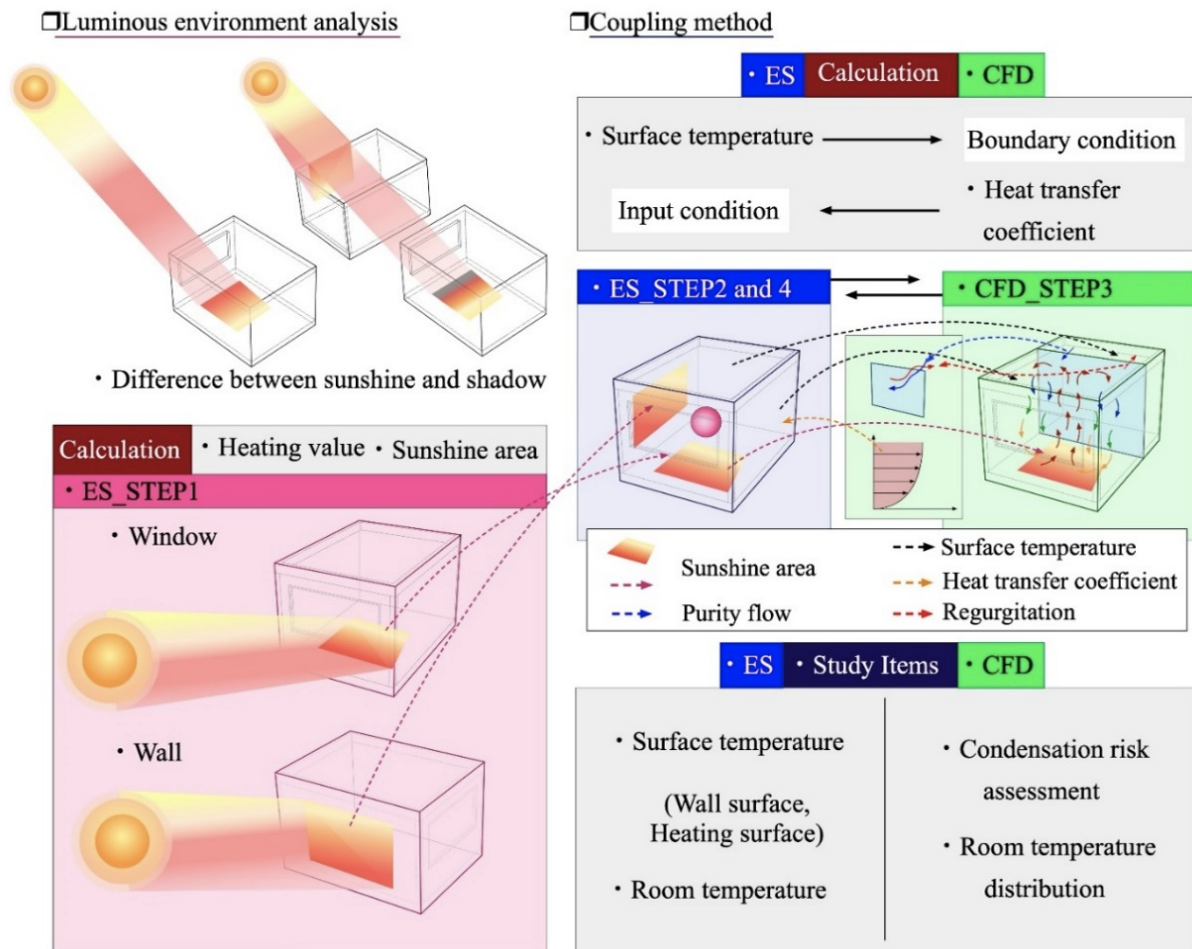 ❒Luminous environment analysis
・Difference between sunshine and shadow
Calculation ・Heating value ・Sunshine area
・ES_STEP1
・Window
・Wall
❒Coupling method
・ES Calculation ・CFD
・Surface temperature
Boundary condition
Input condition
・Heat transfer
coefficient
・ES_STEP2 and 4
・CFD_STEP3
Sunshine area
Purity flow
Surface temperature
Heat transfer coefficient
Regurgitation
・ES ・Study Items ・CFD
・Surface temperature
(Wall surface,
Heating surface)
・Room temperature
・Condensation risk
assessment
・Room temperature
distribution